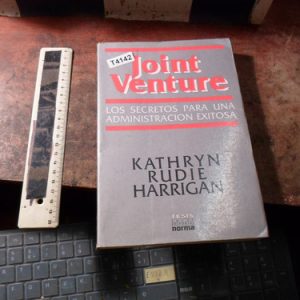 T4142
Joint
Venture
LOS SECRETOS PARA UNA
ADMINISTRACION EXITOSA
KATHRYN
RUDIE
HARRIGAN
norma